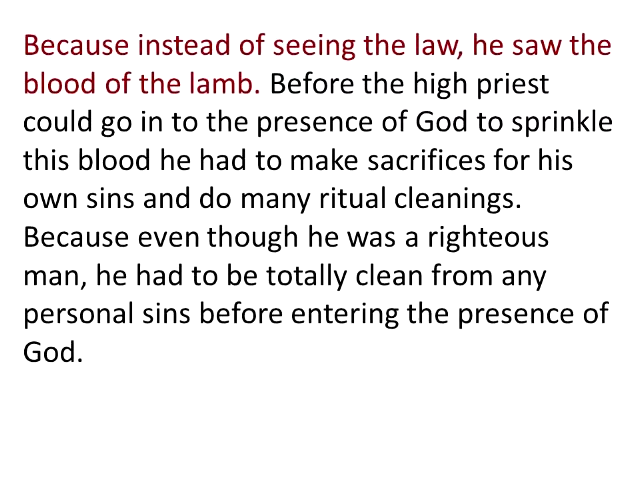 Because instead of seeing the law, he saw the
blood of the lamb. Before the high priest
could go in to the presence of God to sprinkle
this blood he had to make sacrifices for his
own sins and do many ritual cleanings.
Because even though he was a righteous
man, he had to be totally clean from any
personal sins before entering the presence of
God.